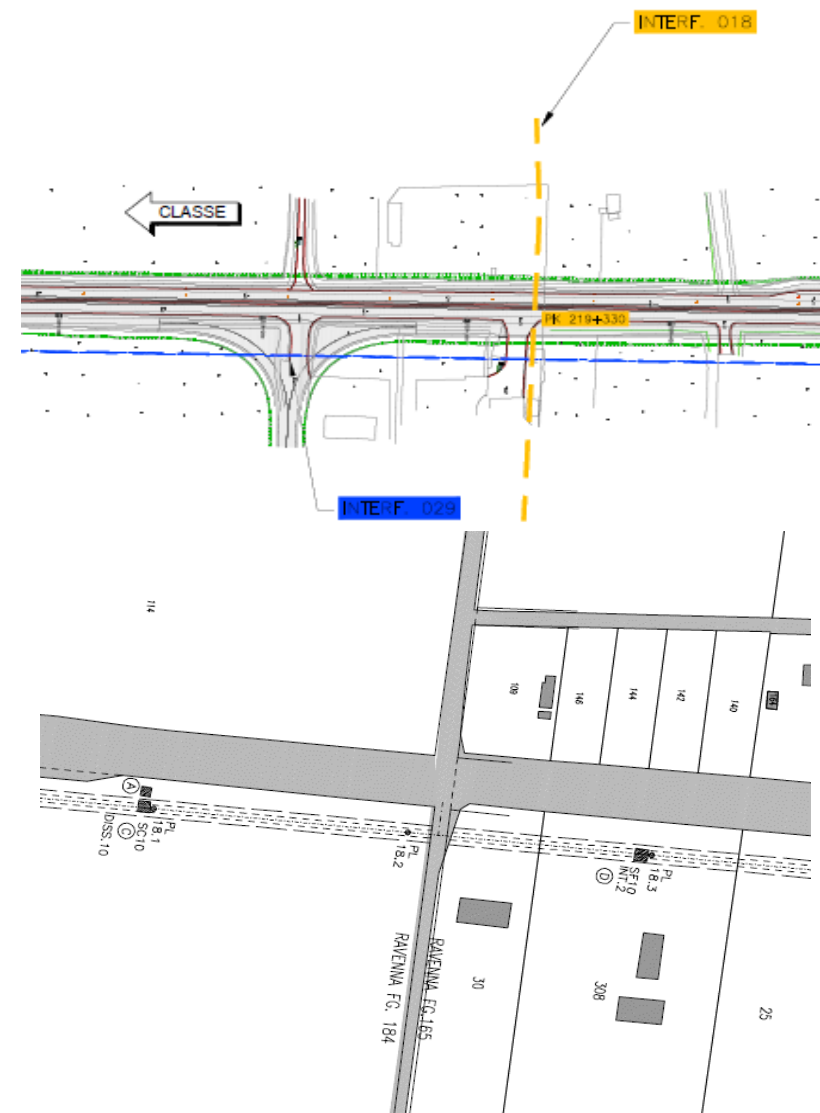 INTERF. 018
CLASSE
PK 219+330
INTERF. 029
114
109
146
144
142
140
164
A
PL
18.1
SC10
C
DISS.10
PL
18.2
PL
18.3
SF10
INT.2
D
RAVENNA FG.165
RAVENNA FG. 184
30
308
25